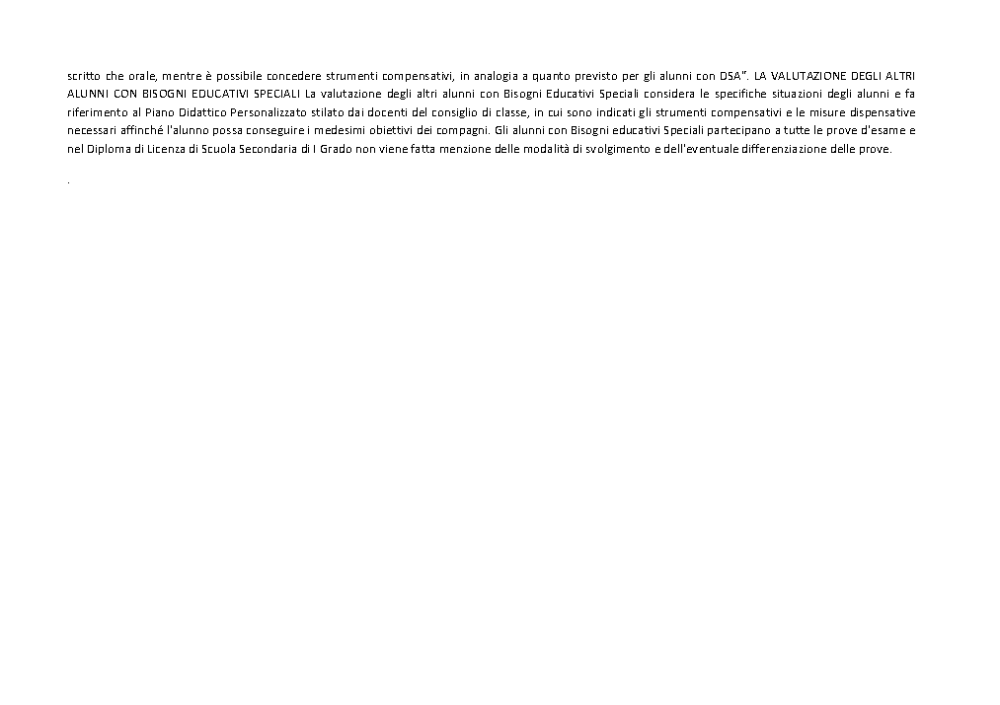 scritto che orale, mentre è possibile concedere strumenti compensativi, in analogia a quanto previsto per gli alunni con DSA". LA VALUTAZIONE DEGLI ALTRI
ALUNNI CON BISOGNI EDUCATIVI SPECIALI La valutazione degli altri alunni con Bisogni Educativi Speciali considera le specifiche situazioni degli alunni e fa
riferimento al Piano Didattico Personalizzato stilato dai docenti del consiglio di classe, in cui sono indicati gli strumenti compensativi e le misure dispensative
necessari affinché l'alunno possa conseguire i medesimi obiettivi dei compagni. Gli alunni con Bisogni educativi Speciali partecipano a tutte le prove d'esame e
nel Diploma di Licenza di Scuola Secondaria di I Grado non viene fatta menzione delle modalità di svolgimento e dell'eventuale differenziazione delle prove.
.